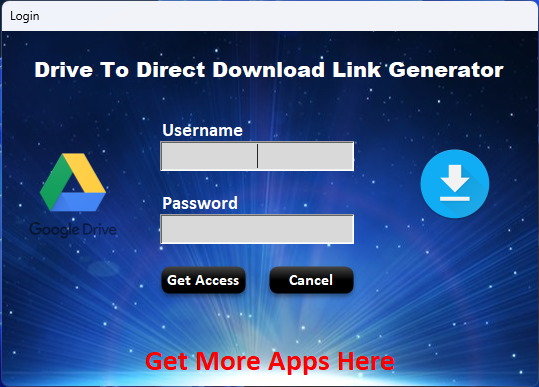 Login
Drive To Direct Download Link Generator
Username
Google Drive
Password
Get Access
Cancel
Get More Apps Here